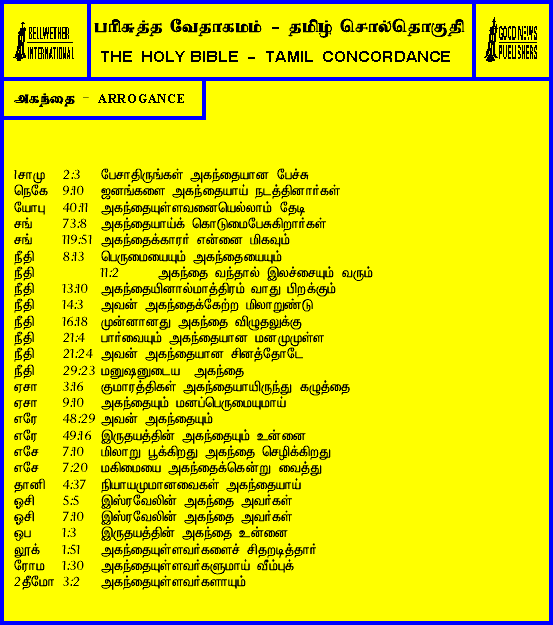 BELLWETHER
INTERNATIONAL
பரிசுத்த வேதாகமம் - தமிழ் சொல்தொகுதி
THE HOLY BIBLE - TAMIL CONCORDANCE
GOOD NEWS
PUBLISHERS
அகந்தை - ARROGANCE
1சாமு 2:3 பேசாதிருங்கள் அகந்தையான பேச்சு
நெகே 9:10 ஜனங்களை அகந்தையாய் நடத்தினார்கள்
யோபு 40:11 அகந்தையுள்ளவனையெல்லாம் தேடி
சங் 73:8 அகந்தையாய்க் கொடுமைபேசுகிறார்கள்
சங் 119:51 அகந்தைக்காரர் என்னை மிகவும்
நீதி 8:13 பெருமையையும் அகந்தையையும்
நீதி 11:2 அகந்தை வந்தால் இலச்சையும் வரும்
நீதி 13:10 அகந்தையினால்மாத்திரம் வாது பிறக்கும்
நீதி 14:3 அவன் அகந்தைக்கேற்ற மிலாறுண்டு
நீதி 16:18 முன்னானது அகந்தை விழுதலுக்கு
நீதி 21:4 பார்வையும் அகந்தையான மனமுமுள்ள
நீதி 21:24 அவன் அகந்தையான சினத்தோடே
நீதி 29:23 மனுஷனுடைய அகந்தை
ஏசா 3:16 குமாரத்திகள் அகந்தையாயிருந்து கழுத்தை
ஏசா 9:10 அகந்தையும் மனப்பெருமையுமாய்
எரே 48:29 அவன் அகந்தையும்
எரே 49:16 இருதயத்தின் அகந்தையும் உன்னை
எசே 7:10 மிலாறு பூக்கிறது அகந்தை செழிக்கிறது
எசே 7:20 மகிமையை அகந்தைக்கென்று வைத்து
தானி 4:37 நியாயமுமானவைகள் அகந்தையாய்
ஓசி 5:5 இஸ்ரவேலின் அகந்தை அவர்கள்
ஓசி 7:10 இஸ்ரவேலின் அகந்தை அவர்கள்
ஒப 1:3 இருதயத்தின் அகந்தை உன்னை
லூக் 1:51 அகந்தையுள்ளவர்களைச் சிதறடித்தார்
ரோம 1:30 அகந்தையுள்ளவர்களுமாய் வீம்புக்
2தீமோ 3:2 அகந்தையுள்ளவர்களாயும்